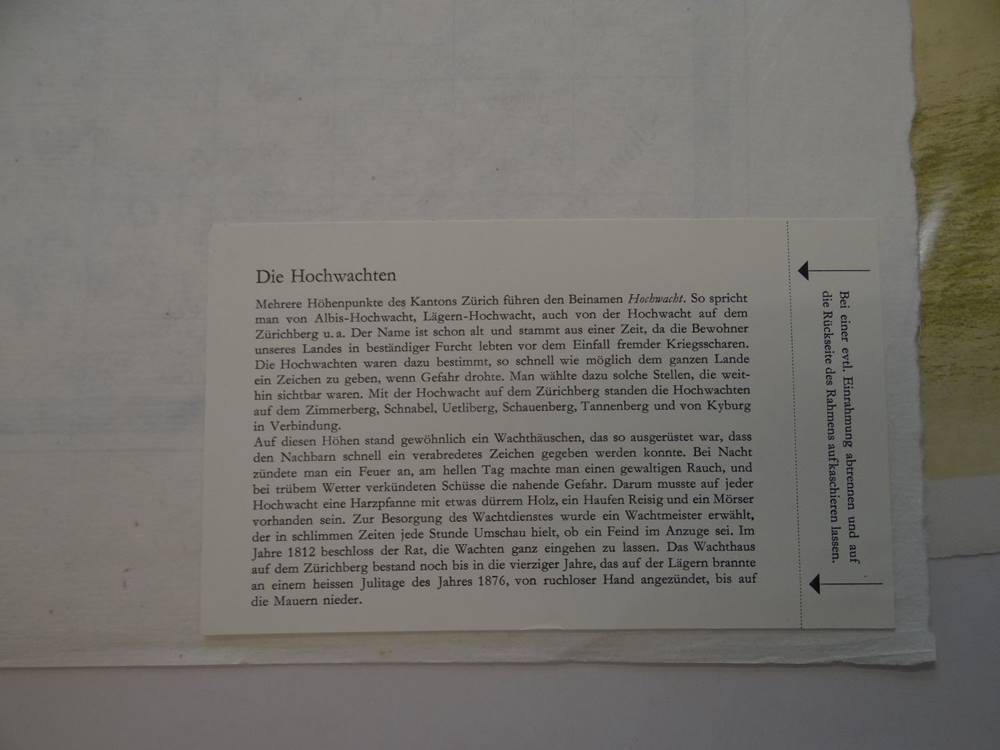 Die Hochwachten
Mehrere Höhenpunkte des Kantons Zürich führen den Beinamen Hochwacht. So spricht
man von Albis-Hochwacht, Lägern-Hochwacht, auch von der Hochwacht auf dem
Zürichberg u. a. Der Name ist schon alt und stammt aus einer Zeit, da die Bewohner
unseres Landes in beständiger Furcht lebten vor dem Einfall fremder Kriegsscharen.
Die Hochwachten waren dazu bestimmt, so schnell wie möglich dem ganzen Lande
ein Zeichen zu geben, wenn Gefahr drohte. Man wählte dazu solche Stellen, die weit-
hin sichtbar waren. Mit der Hochwacht auf dem Zürichberg standen die Hochwachten
auf dem Zimmerberg, Schnabel, Uetliberg, Schauenberg, Tannenberg und von Kyburg
in Verbindung.
Auf diesen Höhen stand gewöhnlich ein Wachthäuschen, das so ausgerüstet war, dass
den Nachbarn schnell ein verabredetes Zeichen gegeben werden konnte. Bei Nacht
zündete man ein Feuer an, am hellen Tag machte man einen gewaltigen Rauch, und
bei trübem Wetter verkündeten Schüsse die nahende Gefahr. Darum musste auf jeder
Hochwacht eine Harzpfanne mit etwas dürrem Holz, ein Haufen Reisig und ein Mörser
vorhanden sein. Zur Besorgung des Wachtdienstes wurde ein Wachtmeister erwählt,
der in schlimmen Zeiten jede Stunde Umschau hielt, ob ein Feind im Anzuge sei. Im
Jahre 1812 beschloss der Rat, die Wachten ganz eingehen zu lassen. Das Wachthaus
auf dem Zürichberg bestand noch bis in die vierziger Jahre, das auf der Lägern brannte
an einem heissen Julitage des Jahres 1876, von ruchloser Hand angezündet, bis auf
die Mauern nieder.
Bei einer evtl. Einrahmung abtrennen und auf
die Rückseite des Rahmens aufkaschieren lassen.